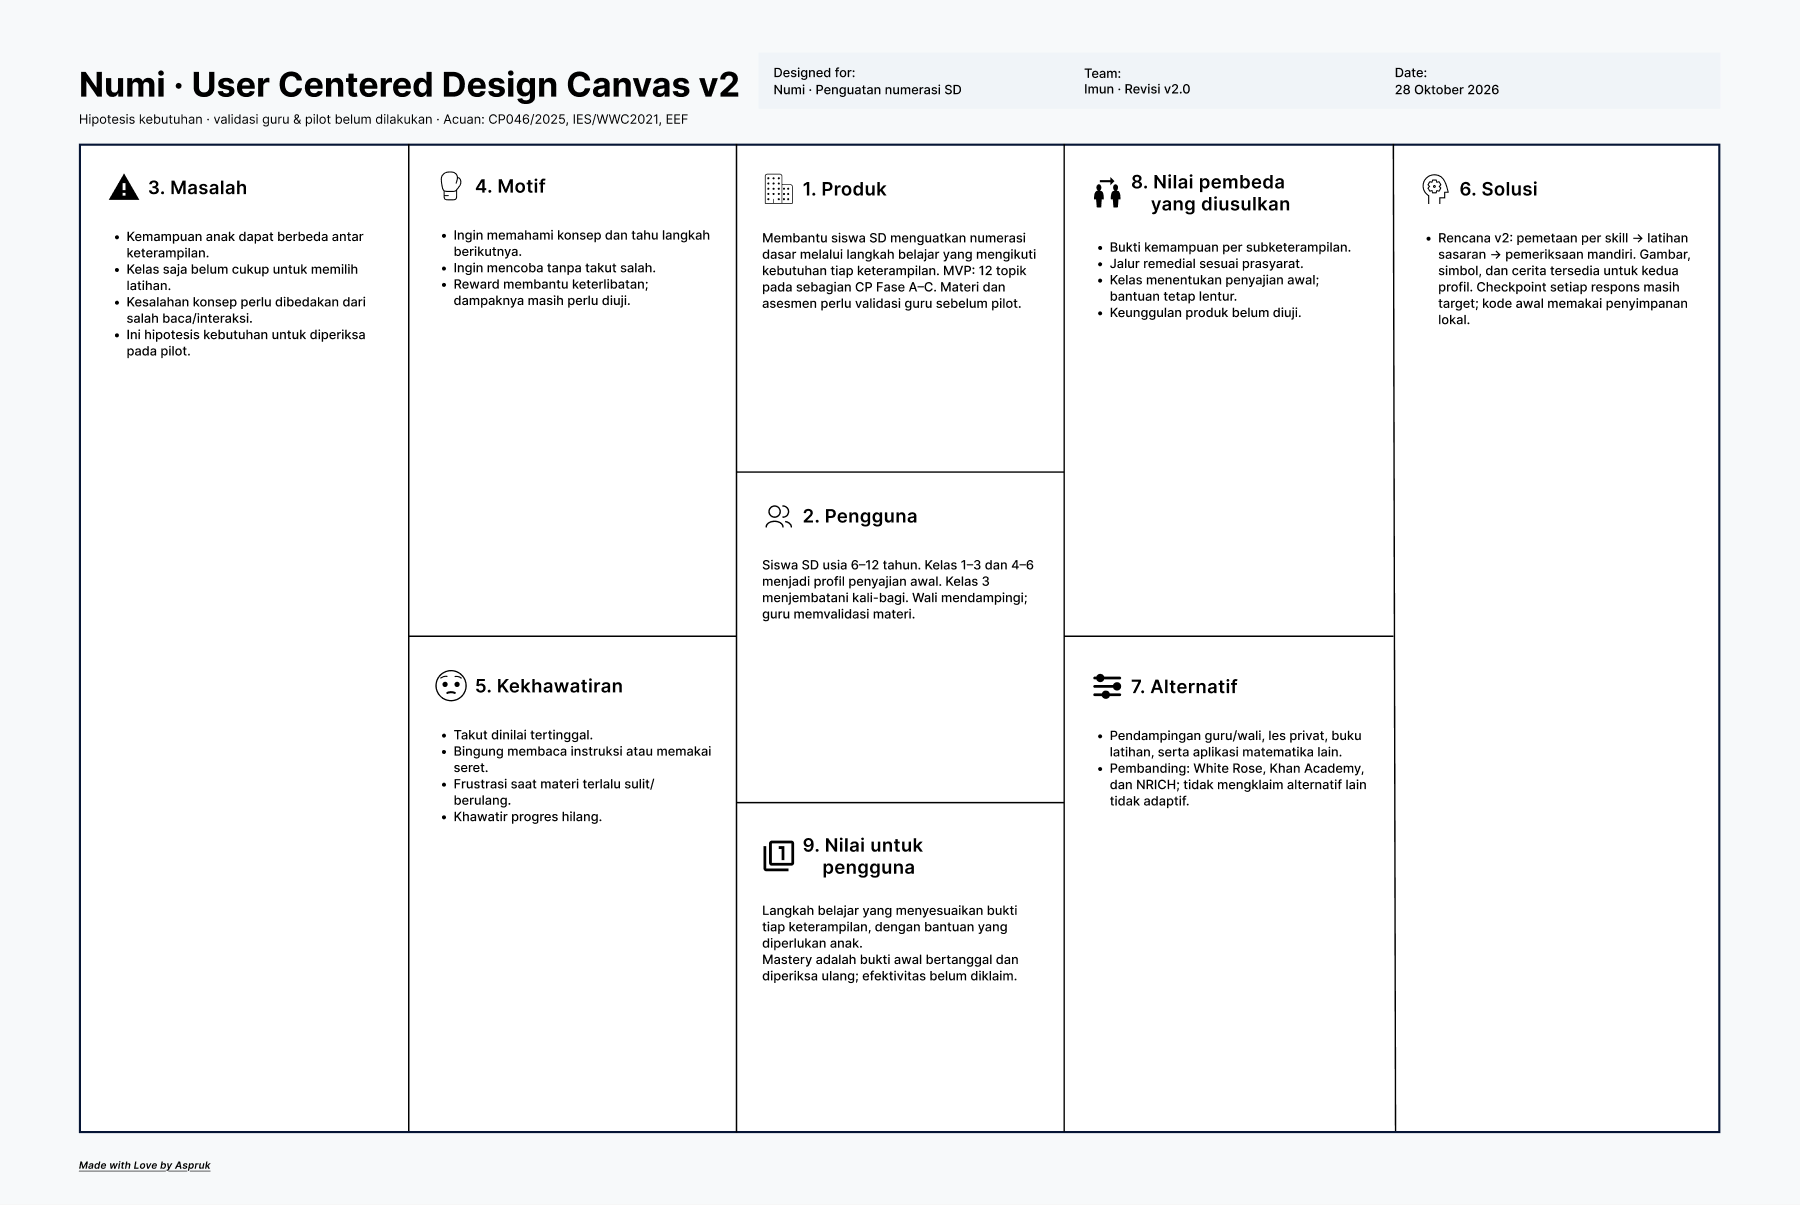 Numi · User Centered Design Canvas v2
Hipotesis kebutuhan · validasi guru & pilot belum dilakukan · Acuan: CP046/2025, IES/WWC2021, EEF
Designed for:
Numi · Penguatan numerasi SD
Team:
Imun · Revisi v2.0
Date:
28 Oktober 2026
3. Masalah
• Kemampuan anak dapat berbeda antar
keterampilan.
• Kelas saja belum cukup untuk memilih
latihan.
• Kesalahan konsep perlu dibedakan dari
salah baca/interaksi.
• Ini hipotesis kebutuhan untuk diperiksa
pada pilot.
4. Motif
• Ingin memahami konsep dan tahu langkah
berikutnya.
• Ingin mencoba tanpa takut salah.
• Reward membantu keterlibatan;
dampaknya masih perlu diuji.
5. Kekhawatiran
• Takut dinilai tertinggal.
• Bingung membaca instruksi atau memakai
seret.
• Frustrasi saat materi terlalu sulit/
berulang.
• Khawatir progres hilang.
1. Produk
Membantu siswa SD menguatkan numerasi
dasar melalui langkah belajar yang mengikuti
kebutuhan tiap keterampilan. MVP: 12 topik
pada sebagian CP Fase A–C. Materi dan
asesmen perlu validasi guru sebelum pilot.
2. Pengguna
Siswa SD usia 6–12 tahun. Kelas 1–3 dan 4–6
menjadi profil penyajian awal. Kelas 3
menjembatani kali-bagi. Wali mendampingi;
guru memvalidasi materi.
9. Nilai untuk
pengguna
1
Langkah belajar yang menyesuaikan bukti
tiap keterampilan, dengan bantuan yang
diperlukan anak.
Mastery adalah bukti awal bertanggal dan
diperiksa ulang; efektivitas belum diklaim.
8. Nilai pembeda
yang diusulkan
• Bukti kemampuan per subketerampilan.
• Jalur remedial sesuai prasyarat.
• Kelas menentukan penyajian awal;
bantuan tetap lentur.
• Keunggulan produk belum diuji.
7. Alternatif
• Pendampingan guru/wali, les privat, buku
latihan, serta aplikasi matematika lain.
• Pembanding: White Rose, Khan Academy,
dan NRICH; tidak mengklaim alternatif lain
tidak adaptif.
6. Solusi
• Rencana v2: pemetaan per skill → latihan
sasaran → pemeriksaan mandiri. Gambar,
simbol, dan cerita tersedia untuk kedua
profil. Checkpoint setiap respons masih
target; kode awal memakai penyimpanan
lokal.
Made with Love by Aspruk